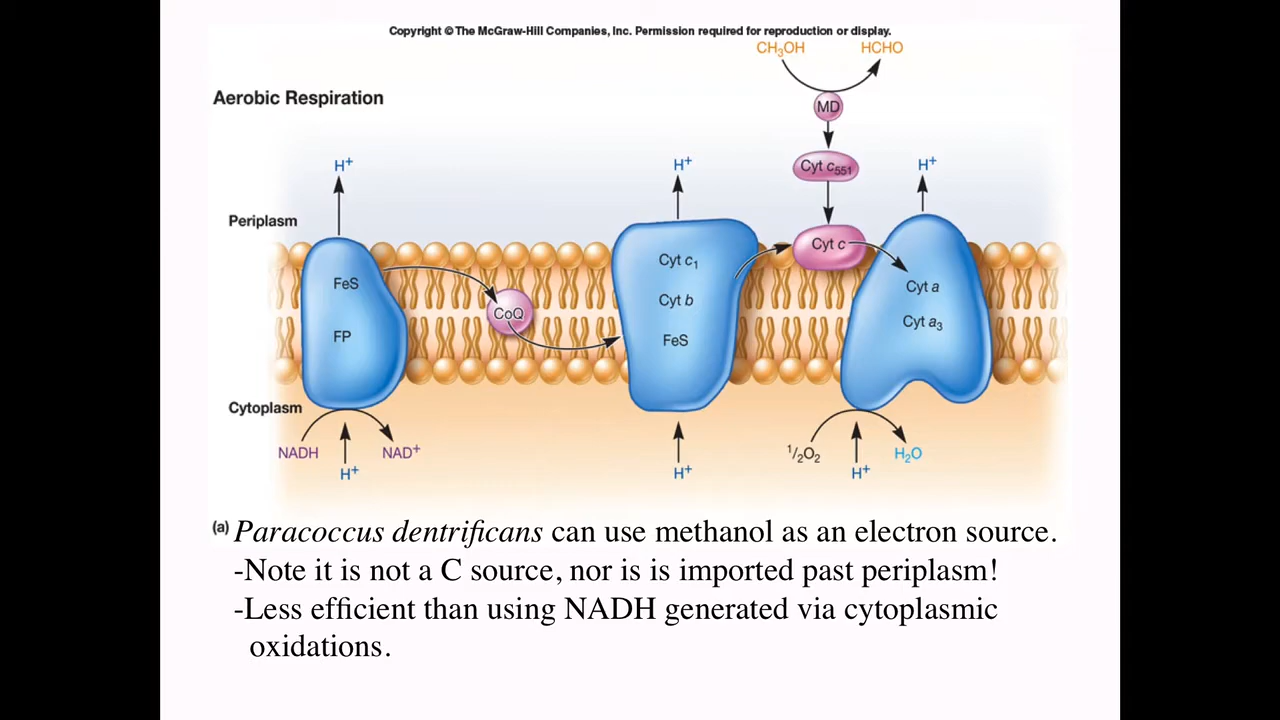 Copyright © The McGraw-Hill Companies, Inc. Permission required for reproduction or display.
CH₃OH
HCHO
Aerobic Respiration
MD
H⁺
H⁺
Cyt c₅₅₁
H⁺
Periplasm
Cyt c
Cyt c₁
FeS
Cyt a
Cyt b
CoQ
Cyt a₃
FP
FeS
Cytoplasm
NADH
NAD⁺
½O₂
H₂O
H⁺
H⁺
H⁺
(a) Paracoccus dentrificans can use methanol as an electron source.
-Note it is not a C source, nor is is imported past periplasm!
-Less efficient than using NADH generated via cytoplasmic
oxidations.